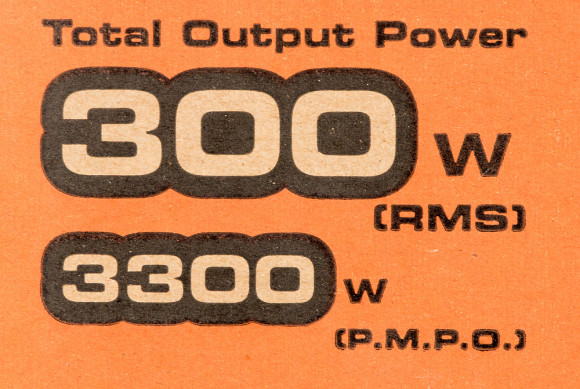 Total Output Power
300 W
(RMS)
3300 W
(P.M.P.O.)